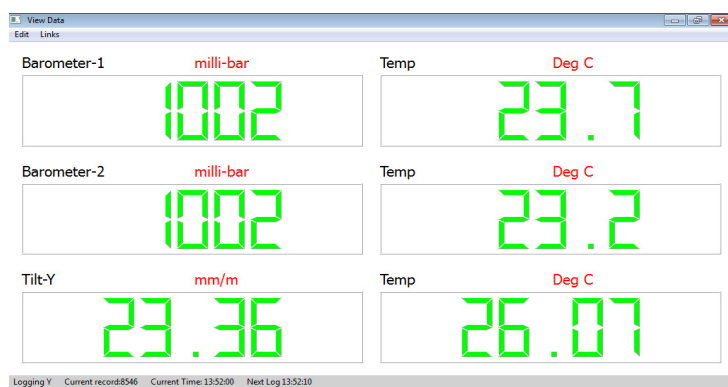 View Data
Edit Links
Barometer-1 milli-bar Temp Deg C
1002 23.7
Barometer-2 milli-bar Temp Deg C
1002 23.2
Tilt-Y mm/m Temp Deg C
23.36 26.07
Logging Y Current record:8546 Current Time: 13:52:00 Next Log 13:52:10